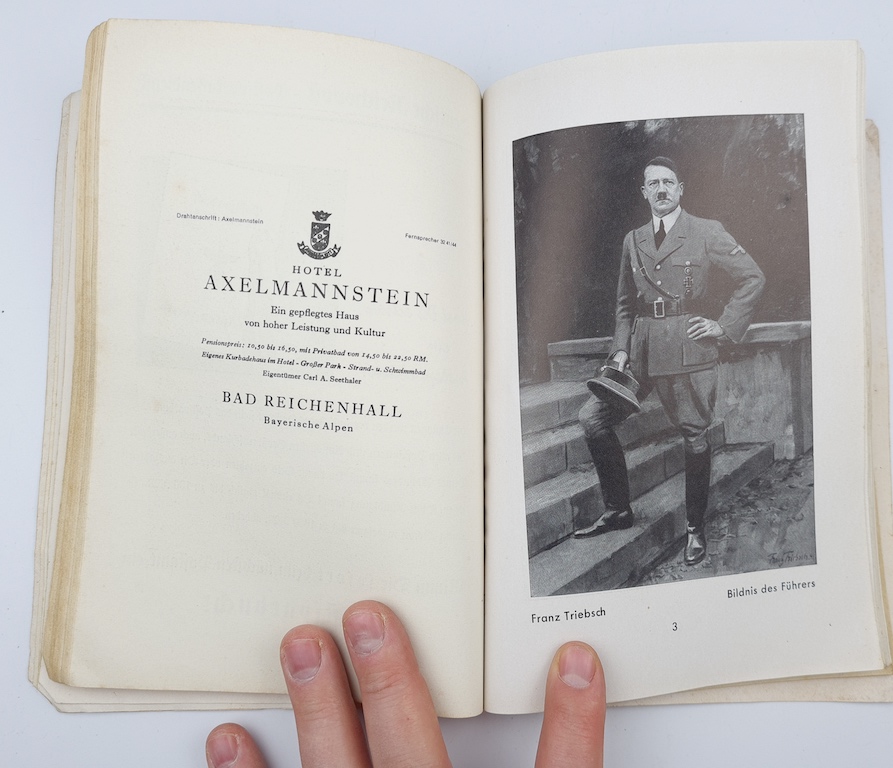 Drahtanschrift: Axelmannstein
Fernsprecher 30 41/44
HOTEL
AXELMANNSTEIN
Ein gepflegtes Haus
von hoher Leistung und Kultur
Pensionspreis: 10,50 bis 16,50, mit Privatbad von 14,50 bis 22,50 RM.
Eigenes Kurbadehaus im Hotel - Großer Park - Strand- u. Schwimmbad
Eigentümer Carl A. Seethaler
BAD REICHENHALL
Bayerische Alpen
Franz Triebsch
Bildnis des Führers
3